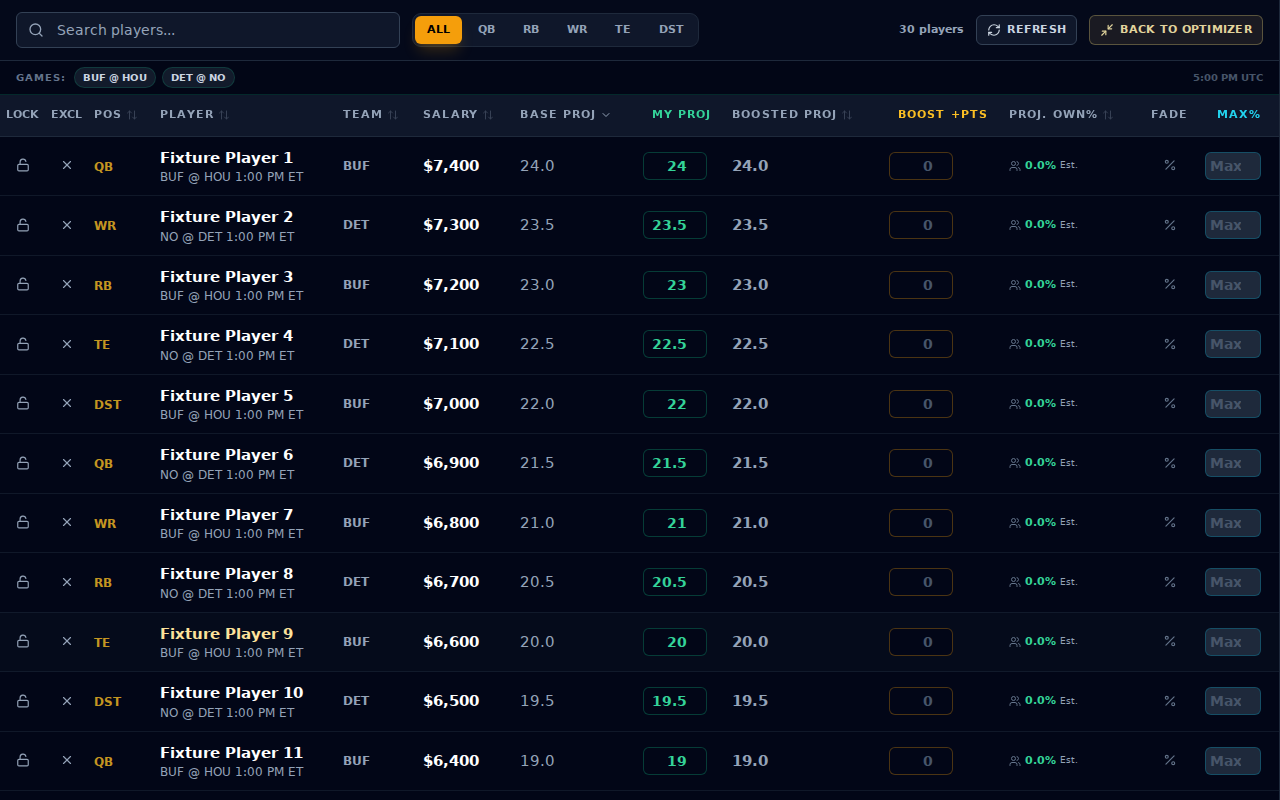 Search players...
ALL QB RB WR TE DST
30 players REFRESH BACK TO OPTIMIZER
GAMES: BUF @ HOU DET @ NO 5:00 PM UTC
LOCK EXCL POS PLAYER TEAM SALARY BASE PROJ MY PROJ BOOSTED PROJ BOOST +PTS PROJ. OWN% FADE MAX%
QB Fixture Player 1 BUF $7,400 24.0 24 24.0 0 0.0% Est. % Max
BUF @ HOU 1:00 PM ET
WR Fixture Player 2 DET $7,300 23.5 23.5 23.5 0 0.0% Est. % Max
NO @ DET 1:00 PM ET
RB Fixture Player 3 BUF $7,200 23.0 23 23.0 0 0.0% Est. % Max
BUF @ HOU 1:00 PM ET
TE Fixture Player 4 DET $7,100 22.5 22.5 22.5 0 0.0% Est. % Max
NO @ DET 1:00 PM ET
DST Fixture Player 5 BUF $7,000 22.0 22 22.0 0 0.0% Est. % Max
BUF @ HOU 1:00 PM ET
QB Fixture Player 6 DET $6,900 21.5 21.5 21.5 0 0.0% Est. % Max
NO @ DET 1:00 PM ET
WR Fixture Player 7 BUF $6,800 21.0 21 21.0 0 0.0% Est. % Max
BUF @ HOU 1:00 PM ET
RB Fixture Player 8 DET $6,700 20.5 20.5 20.5 0 0.0% Est. % Max
NO @ DET 1:00 PM ET
TE Fixture Player 9 BUF $6,600 20.0 20 20.0 0 0.0% Est. % Max
BUF @ HOU 1:00 PM ET
DST Fixture Player 10 DET $6,500 19.5 19.5 19.5 0 0.0% Est. % Max
NO @ DET 1:00 PM ET
QB Fixture Player 11 BUF $6,400 19.0 19 19.0 0 0.0% Est. % Max
BUF @ HOU 1:00 PM ET